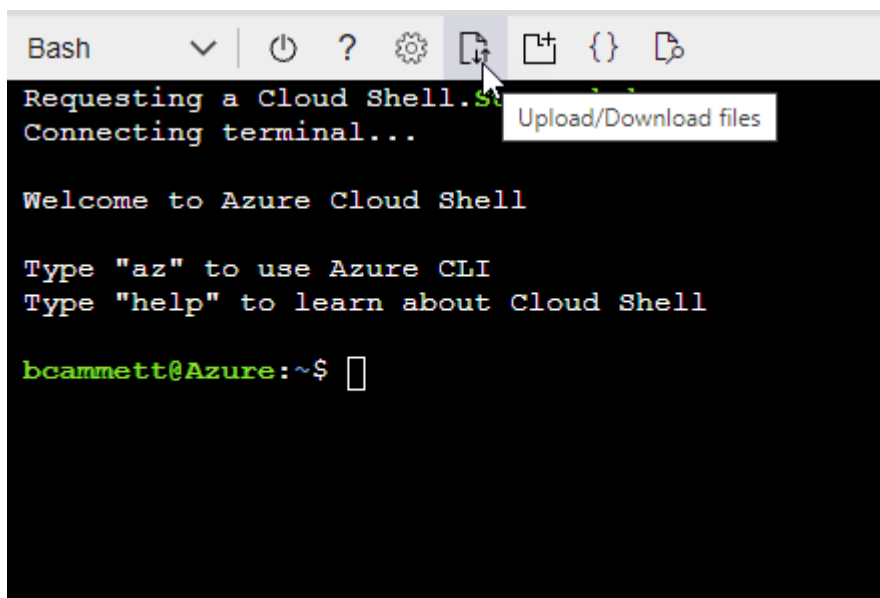 Bash
Requesting a Cloud Shell.
Upload/Download files
Connecting terminal...
Welcome to Azure Cloud Shell
Type "az" to use Azure CLI
Type "help" to learn about Cloud Shell
bcammett@Azure:~$